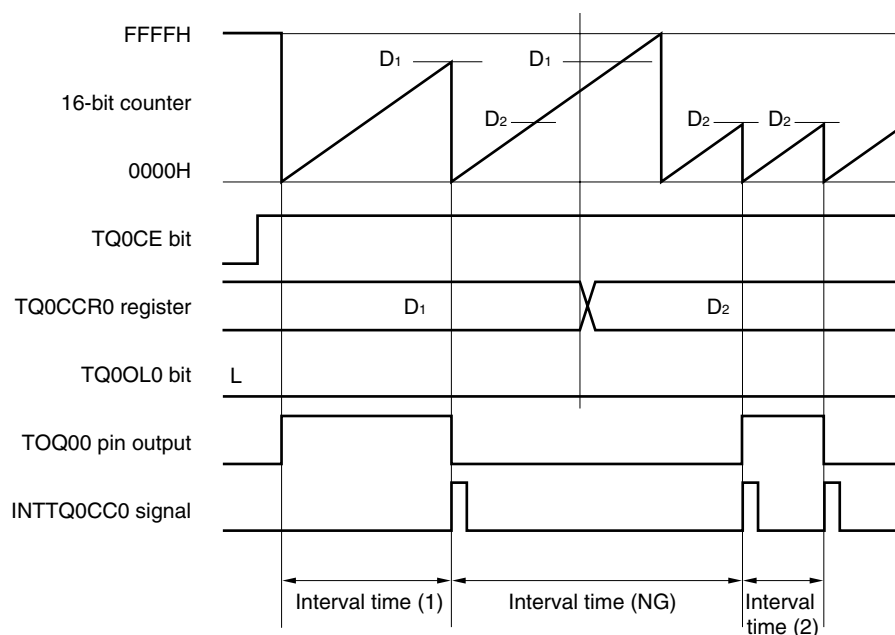 FFFFH
D1
D1
16-bit counter
D2
D2
D2
0000H
TQ0CE bit
TQ0CCR0 register
D1
D2
TQ0OL0 bit
L
TOQ00 pin output
INTTQ0CC0 signal
Interval time (1)
Interval time (NG)
Interval
time (2)